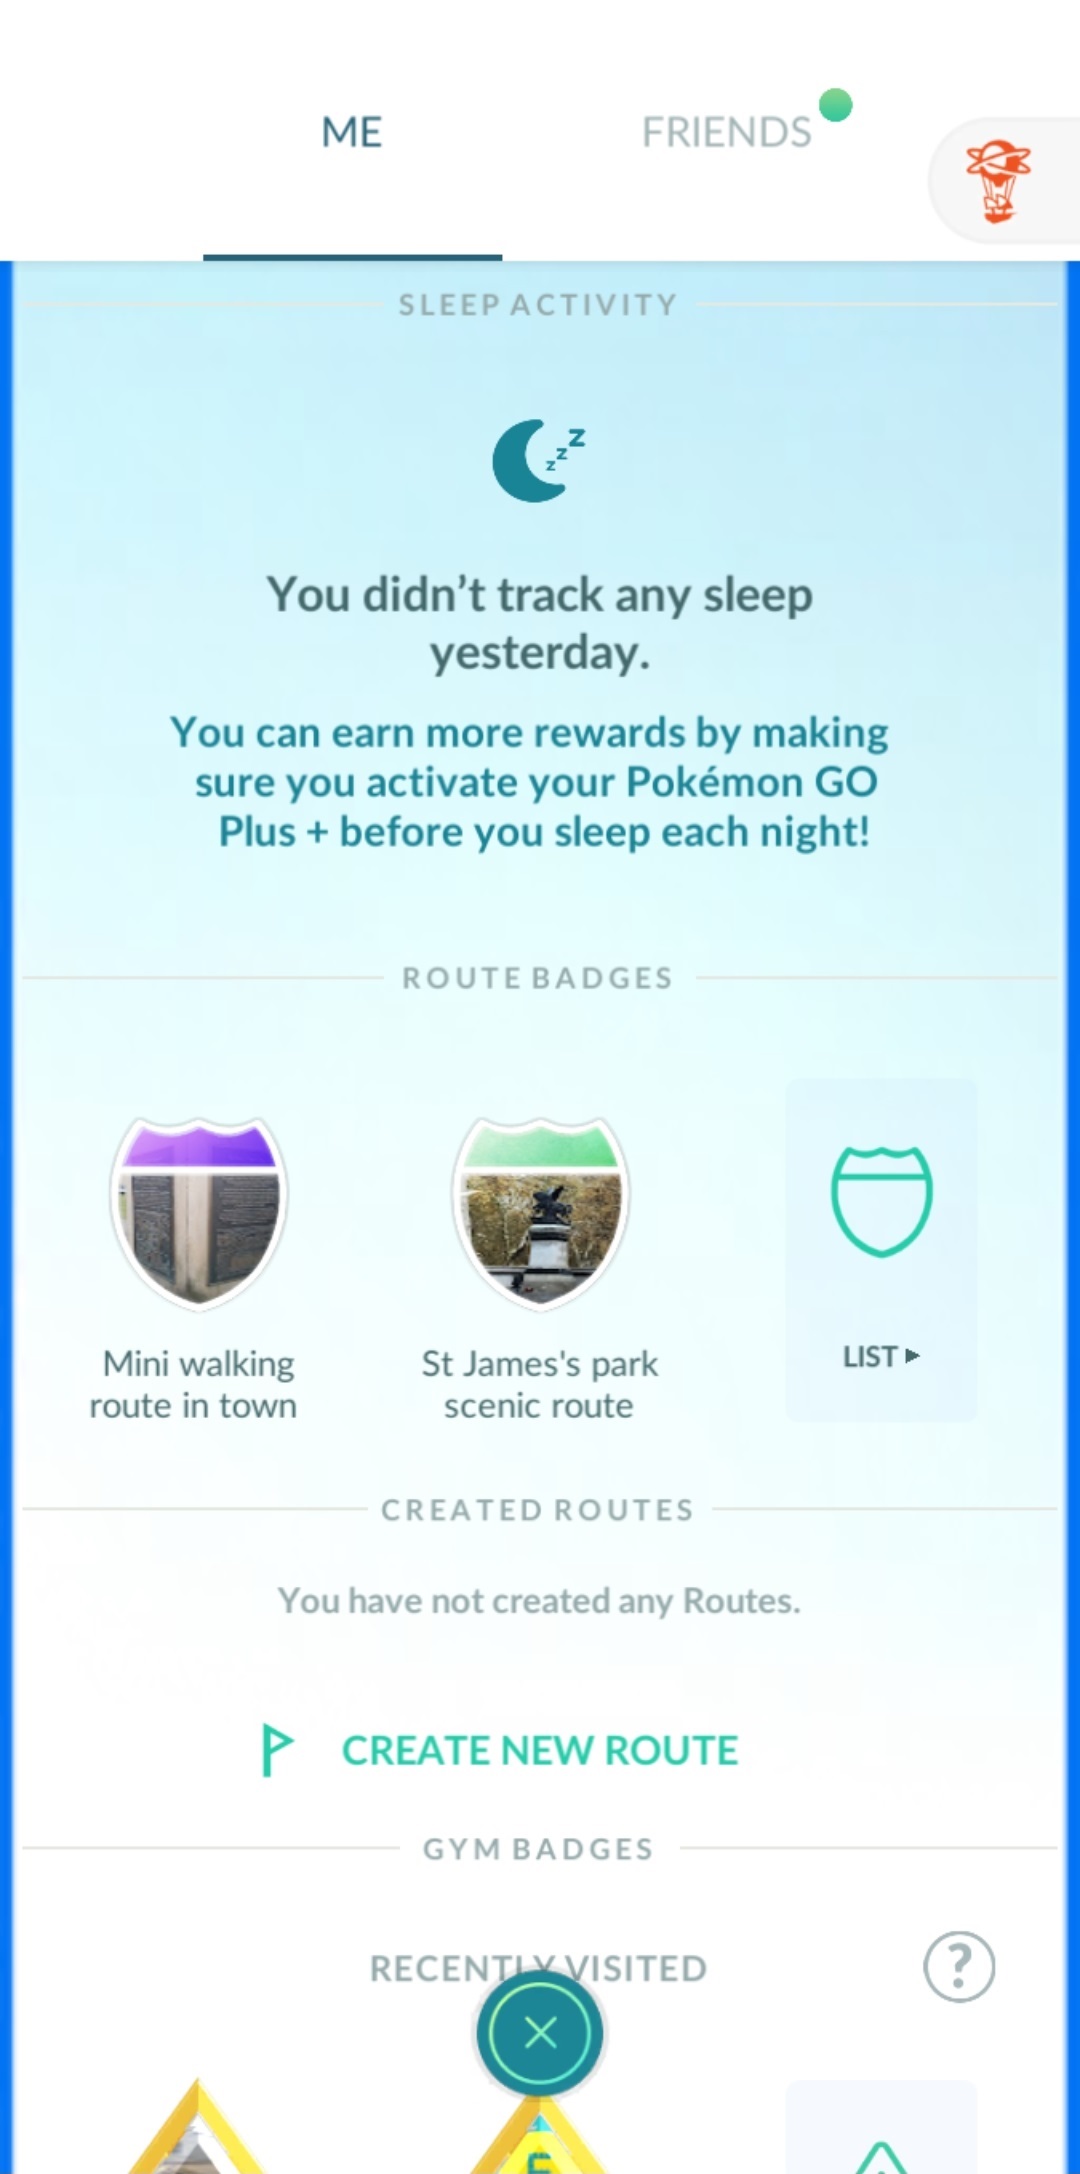 ME
FRIENDS
SLEEP ACTIVITY
z z z
You didn't track any sleep
yesterday.
You can earn more rewards by making
sure you activate your Pokémon GO
Plus + before you sleep each night!
ROUTE BADGES
Mini walking
route in town
St James's park
scenic route
LIST ▶
CREATED ROUTES
You have not created any Routes.
CREATE NEW ROUTE
GYM BADGES
RECENTLY VISITED
?